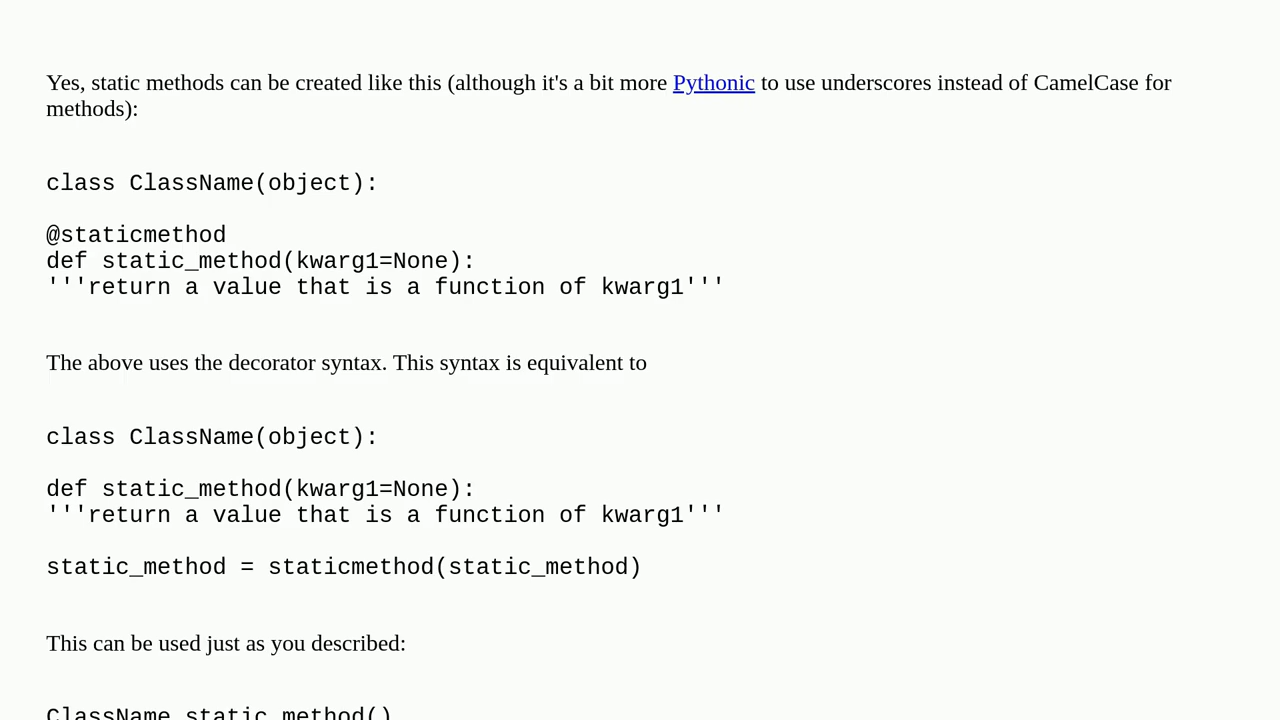 Yes, static methods can be created like this (although it's a bit more Pythonic to use underscores instead of CamelCase for
methods):
class ClassName(object):
@staticmethod
def static_method(kwarg1=None):
'''return a value that is a function of kwarg1'''
The above uses the decorator syntax. This syntax is equivalent to
class ClassName(object):
def static_method(kwarg1=None):
'''return a value that is a function of kwarg1'''
static_method = staticmethod(static_method)
This can be used just as you described:
ClassName.static_method()